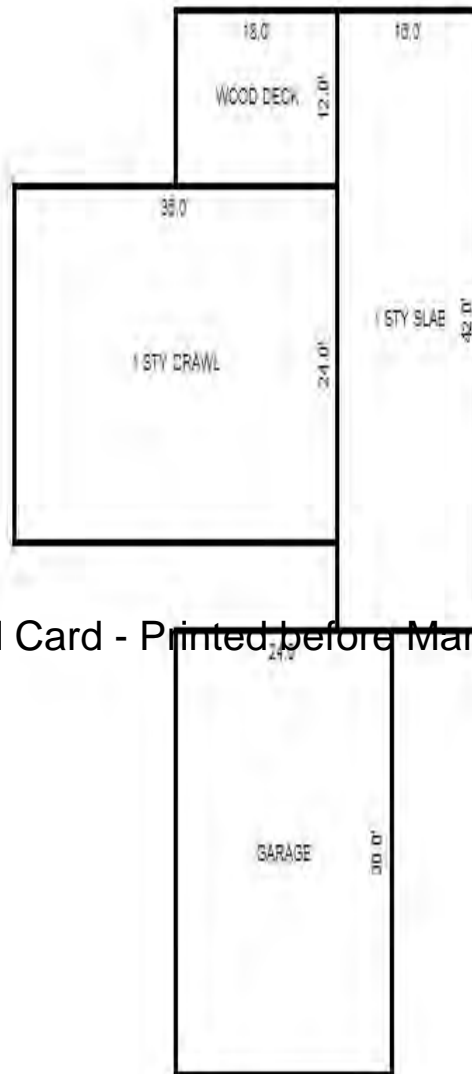 18.0' 16.0'
WOOD DECK 12.0'
36.0'
1 STY SLAB 42.0'
1 STY CRAWL 24.0'
Card - Printed before
24.0'
GARAGE 30.0'